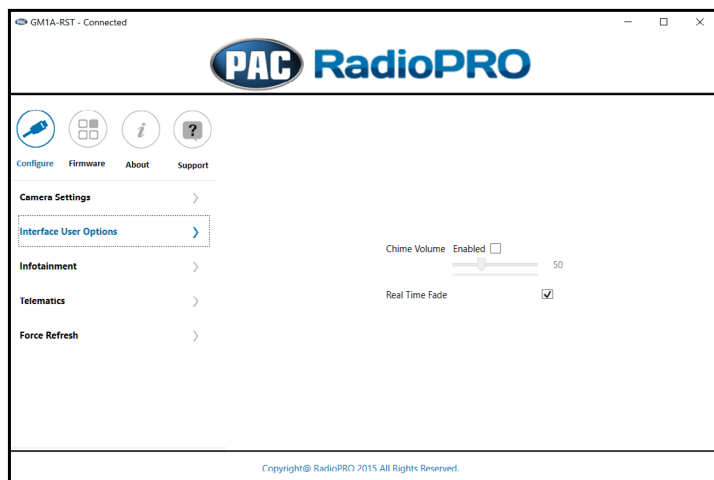 GM1A-RST - Connected
PAC RadioPRO
Configure Firmware About Support
Camera Settings
Interface User Options
Infotainment
Telematics
Force Refresh
Chime Volume Enabled
50
Real Time Fade
Copyright@ RadioPRO 2015 All Rights Reserved.